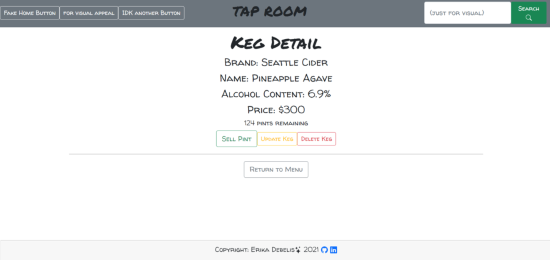 Fake Home Button for visual appeal IDK another Button TAP ROOM (Just for visual) Search
Keg Detail
Brand: Seattle Cider
Name: Pineapple Agave
Alcohol Content: 6.9%
Price: $300
124 pints remaining
Sell Pint Update Keg Delete Keg
Return to Menu
Copyright: Erika Debelis 2021